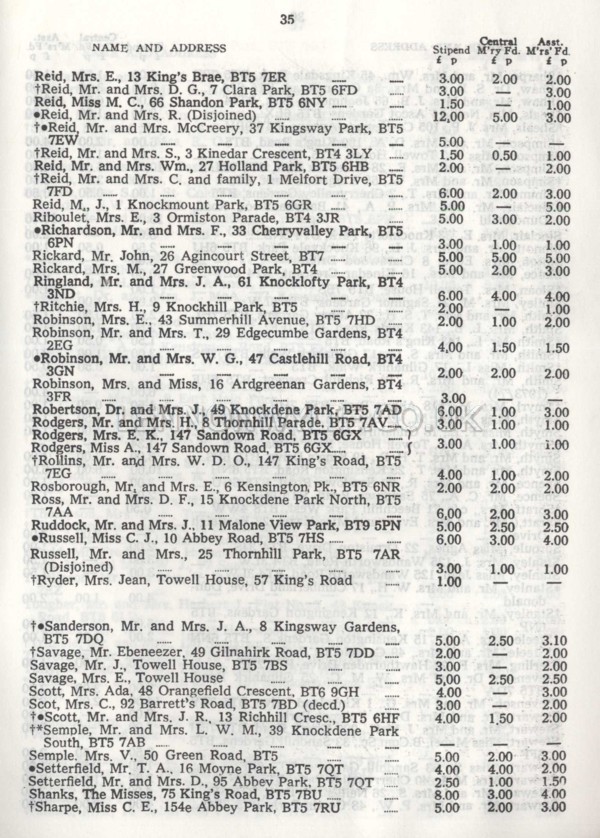 35
NAME AND ADDRESS Stipend £ p Central M'ry Fd. £ p Asst. M'rs' Fd. £ p
Reid, Mrs. E., 13 King's Brae, BT5 7ER ...... ...... 3.00 2.00 2.00
†Reid, Mr. and Mrs. D. G., 7 Clara Park, BT5 6FD ...... 3.00 — 3.00
Reid, Miss M. C., 66 Shandon Park, BT5 6NY ...... ...... 1.50 — 1.00
●Reid, Mr. and Mrs. R. (Disjoined) ...... ...... ...... 12,00 5.00 3.00
†●Reid, Mr. and Mrs. McCreery, 37 Kingsway Park, BT5
7EW ...... ...... ...... ...... ...... ...... 5.00 — —
†Reid, Mr. and Mrs. S., 3 Kinedar Crescent, BT4 3LY ...... 1,50 0,50 1.00
Reid, Mr. and Mrs. Wm., 27 Holland Park, BT5 6HB ...... 2.00 — 2.00
†Reid, Mr. and Mrs. C. and family, 1 Melfort Drive, BT5
7FD ...... ...... ...... ...... ...... ...... 6.00 2.00 3.00
Reid, M,, J., 1 Knockmount Park, BT5 6GR ...... ...... 5.00 — 5.00
Riboulet, Mrs. E., 3 Ormiston Parade, BT4 3JR ...... 5.00 3.00 2.00
●Richardson, Mr. and Mrs. F., 33 Cherryvalley Park, BT5
6PN ...... ...... ...... ...... ...... ...... 3.00 1.00 1.00
Rickard, Mr. John, 26 Agincourt Street, BT7 ...... ...... 5.00 5.00 5.00
Rickard, Mrs. M., 27 Greenwood Park, BT4 ...... ...... 5.00 2.00 3.00
Ringland, Mr. and Mrs. J. A., 61 Knocklofty Park, BT4
3ND ...... ...... ...... ...... ...... ...... 6.00 4.00 4.00
†Ritchie, Mrs. H., 9 Knockhill Park, BT5 ...... ...... 2.00 — 1.00
Robinson, Mrs. E., 43 Summerhill Avenue, BT5 7HD ...... 2.00 1.00 2.00
Robinson, Mr. and Mrs. T., 29 Edgecumbe Gardens, BT4
2EG ...... ...... ...... ...... ...... ...... 4,00 1.50 1.50
●Robinson, Mr. and Mrs. W. G., 47 Castlehill Road, BT4
3GN ...... ...... ...... ...... ...... ...... 2.00 2.00 2.00
Robinson, Mrs. and Miss, 16 Ardgreenan Gardens, BT4
3FR ...... ...... ...... ...... ...... ...... 3.00 — —
Robertson, Dr. and Mrs. J., 49 Knockdene Park, BT5 7AD 6.00 1,00 3.00
Rodgers, Mr. and Mrs. H., 8 Thornhill Parade, BT5 7AV.... 3.00 1.00 1.00
Rodgers, Mrs. E. K., 147 Sandown Road, BT5 6GX ...... }
Rodgers, Miss A., 147 Sandown Road, BT5 6GX...... ...... } 3.00 1.00 1.00
†Rollins, Mr. and Mrs. W. D. O., 147 King's Road, BT5
7EG ...... ...... ...... ...... ...... ...... 4.00 1.00 2.00
Rosborough, Mr, and Mrs. E., 6 Kensington, Pk., BT5 6NR 2.00 2.00 2.00
Ross, Mr. and Mrs. D. F., 15 Knockdene Park North, BT5
7AA ...... ...... ...... ...... ...... ...... 6,00 2.00 3.00
Ruddock, Mr. and Mrs. J., 11 Malone View Park, BT9 5PN 5.00 2.50 2.50
●Russell, Miss C. J., 10 Abbey Road, BT5 7HS ...... ...... 6,00 3.00 4.00
Russell, Mr. and Mrs., 25 Thornhill Park, BT5 7AR
(Disjoined) ...... ...... ...... ...... ...... 3.00 1.00 1.00
†Ryder, Mrs. Jean, Towell House, 57 King's Road ...... 1.00 — —
†●Sanderson, Mr. and Mrs. J. A., 8 Kingsway Gardens,
BT5 7DQ ...... ...... ...... ...... ...... 5.00 2.50 3.10
†Savage, Mr. Ebeneezer, 49 Gilnahirk Road, BT5 7DD ...... 2.00 — 2.00
Savage, Mr. J., Towell House, BT5 7BS ...... ...... 3.00 — 2.00
Savage, Mrs. E., Towell House ...... ...... ...... 5,00 2.50 2.50
Scott, Mrs. Ada, 48 Orangefield Crescent, BT6 9GH ...... 4.00 — 3.00
Scot, Mrs. C., 92 Barrett's Road, BT5 7BD (decd.) ...... 3.00 — 2.00
†●Scott, Mr. and Mrs. J. R., 13 Richhill Cresc., BT5 6HF 4.00 1,50 2.00
†*Semple, Mr. and Mrs. L. W. M., 39 Knockdene Park
South, BT5 7AB ...... ...... ...... ...... ...... — — —
Semple. Mrs. V., 50 Green Road, BT5 ...... ...... 5.00 2.00 3.00
●Setterfield, Mr. T. A., 16 Moyne Park, BT5 7QT ...... 4.00 4.00 2.00
Setterfield, Mr. and Mrs. D., 95 Abbey Park, BT5 7QT 2.50 1.00 1.50
Shanks, The Misses, 75 King's Road, BT5 7BU ...... ...... 8.00 3.00 4.00
†Sharpe, Miss C. E., 154e Abbey Park, BT5 7RU ...... 5.00 2.00 3.00